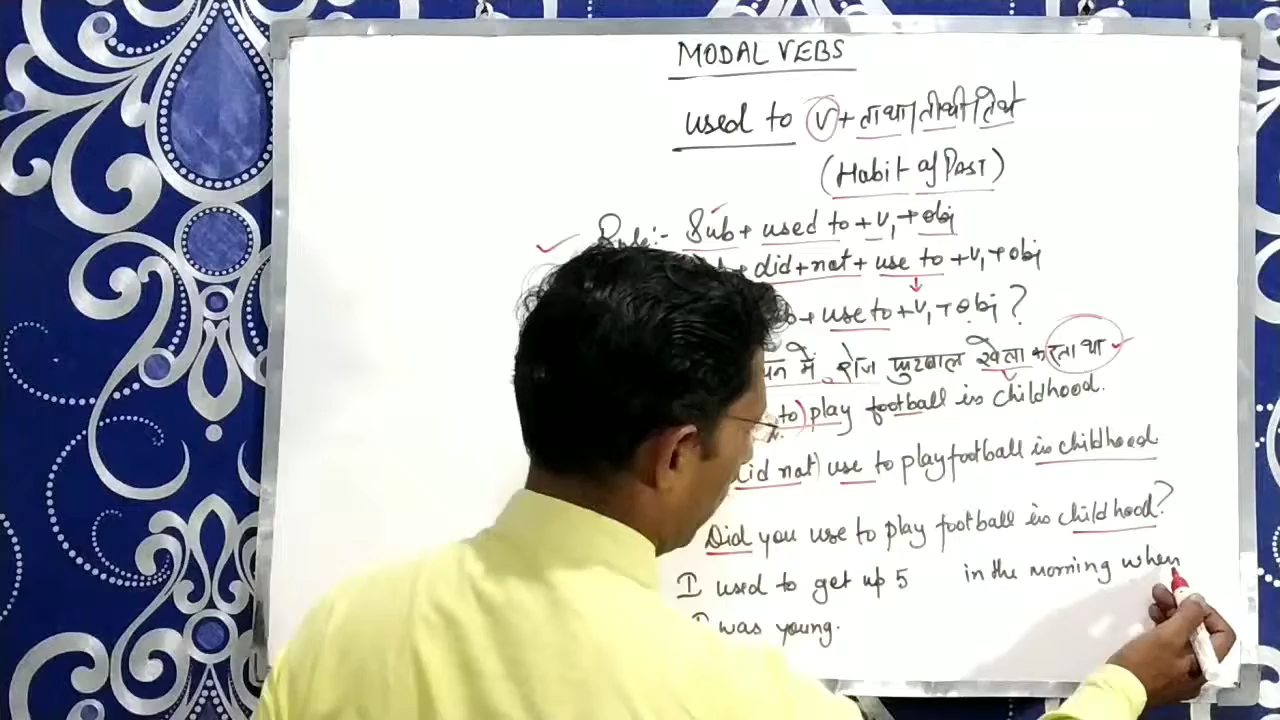 MODAL VEBS
used to V + ता था/ती थी/ते थे
(Habit of PAST)
Rule:- Sub + used to + V1 + obj
+ did + not + use to + V1 + obj
+ use to + V1 + obj ?
में रोज फुटबाल खेला करता था
to) play football in childhood.
did not) use to play football in childhood
Did you use to play football in childhood?
I used to get up 5 in the morning when
I was young.